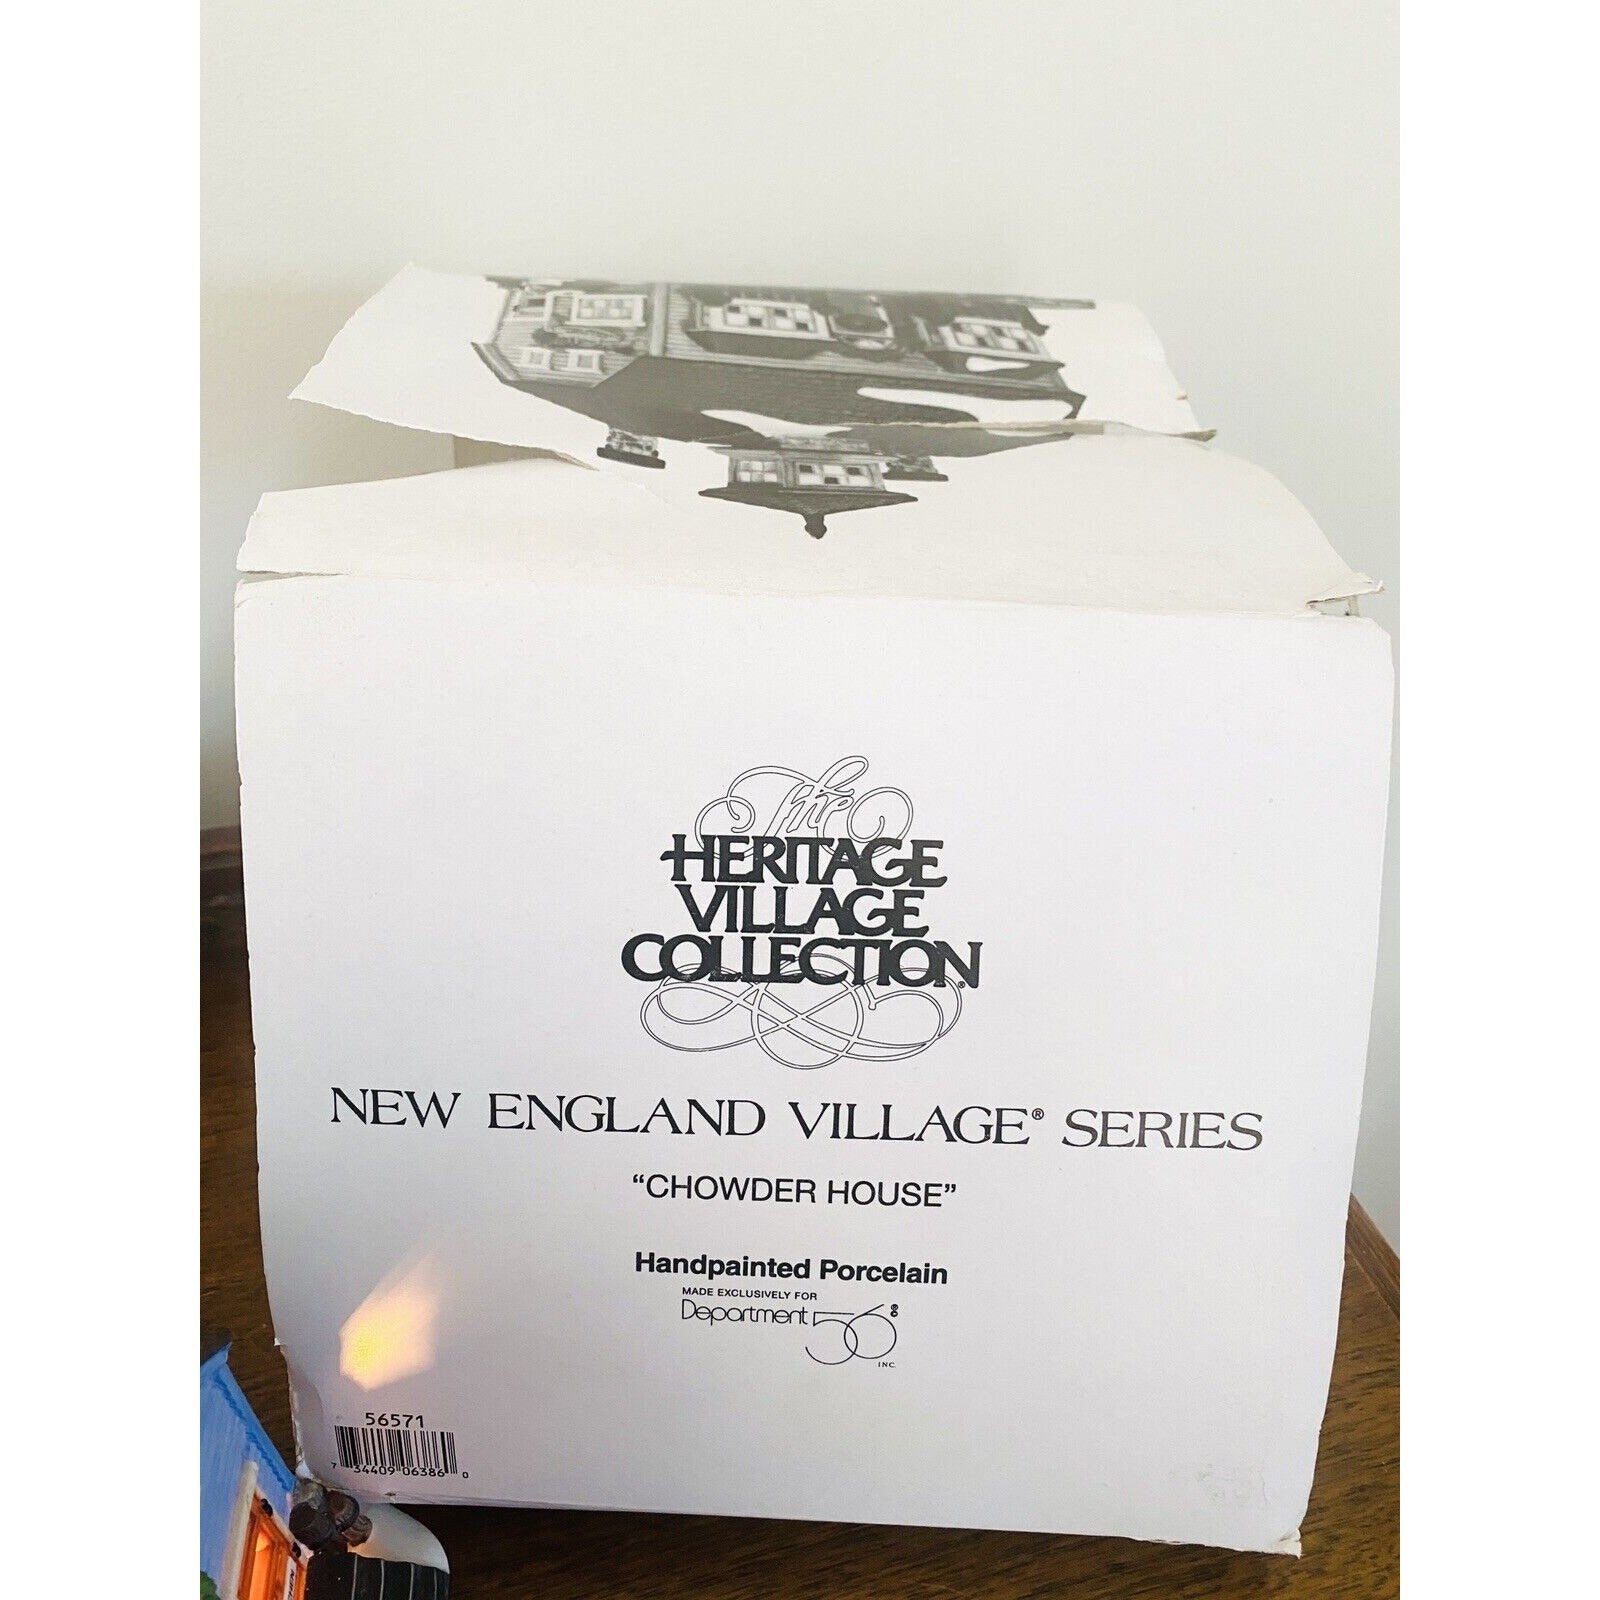 The
HERITAGE
VILLAGE
COLLECTION®
NEW ENGLAND VILLAGE® SERIES
“CHOWDER HOUSE”
Handpainted Porcelain
MADE EXCLUSIVELY FOR
Department 56®
INC.
56571
7 34409 06386 0